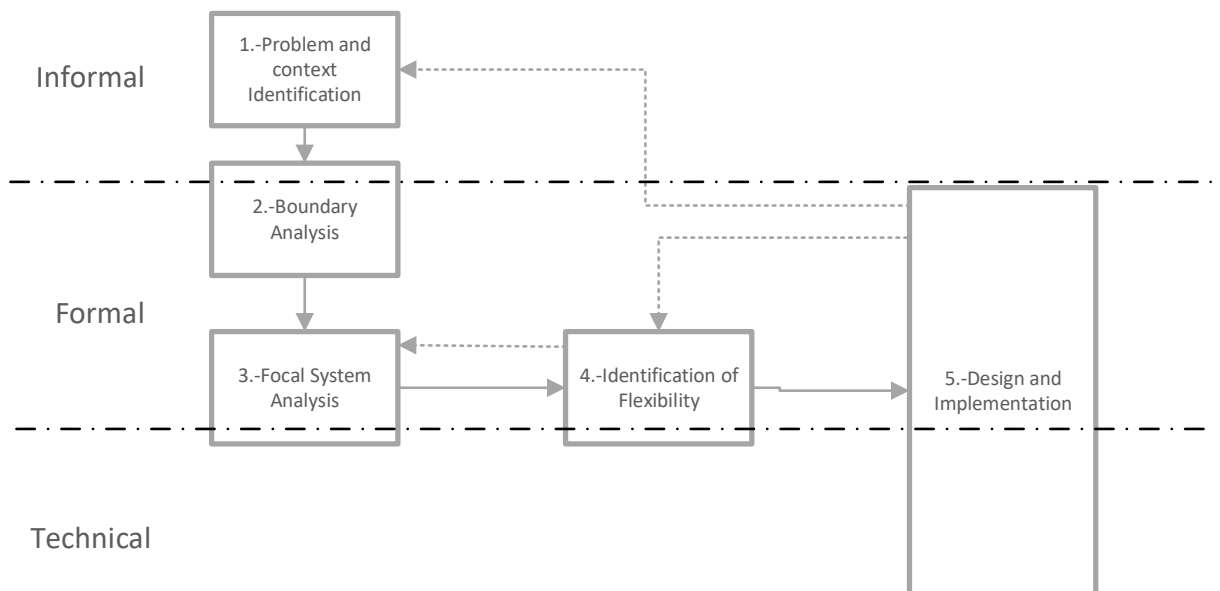 Informal
1.-Problem and
context
Identification
2.-Boundary
Analysis
Formal
3.-Focal System
Analysis
4.-Identification of
Flexibility
5.-Design and
Implementation
Technical